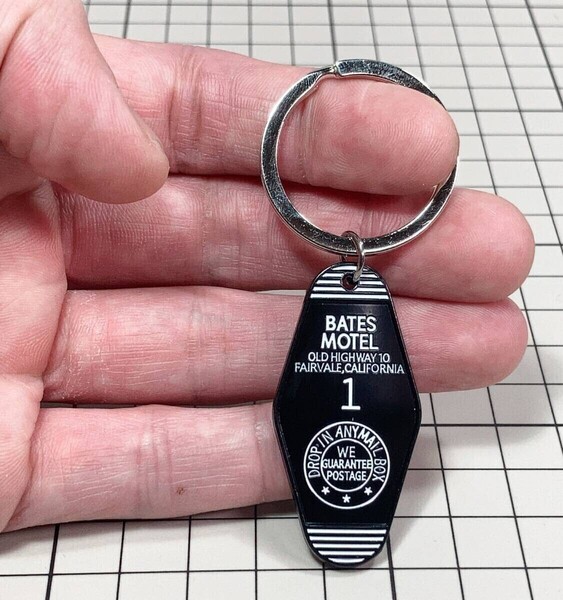 BATES
MOTEL
OLD HIGHWAY 10
FAIRVALE,CALIFORNIA
1
DROP IN ANY MAIL BOX
WE
GUARANTEE
POSTAGE